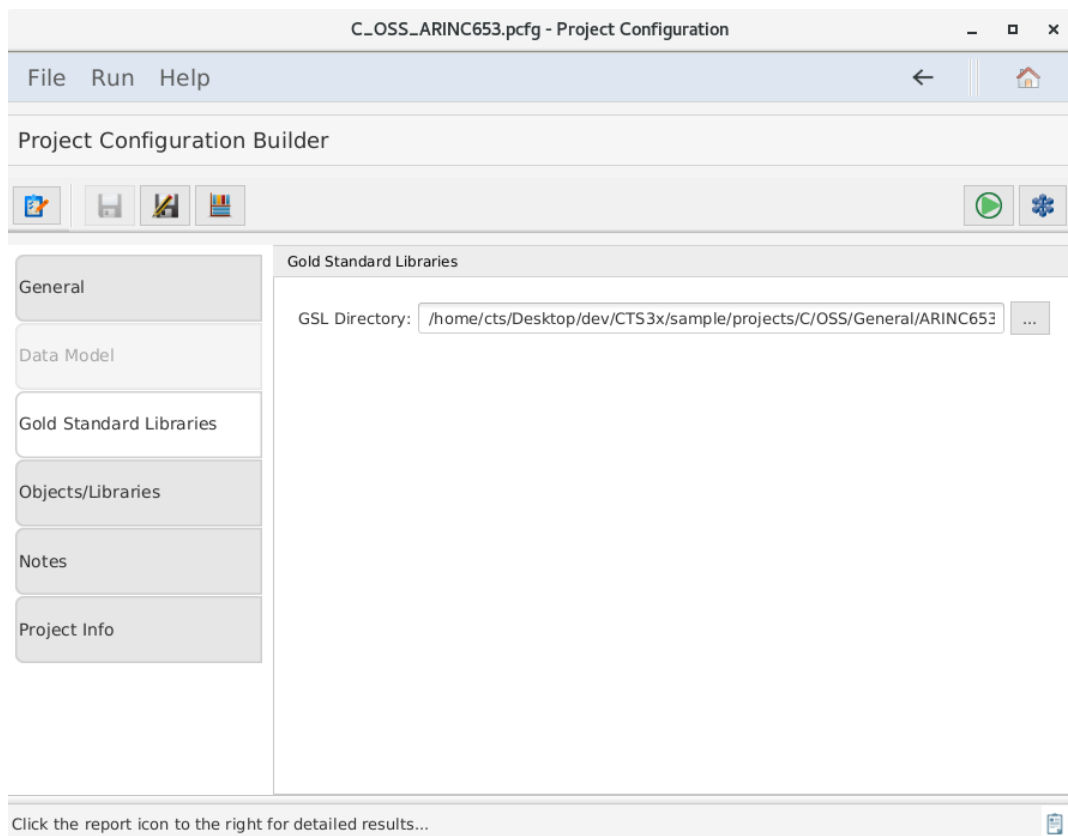 C_OSS_ARINC653.pcfg - Project Configuration
File Run Help
Project Configuration Builder
General
Data Model
Gold Standard Libraries
Objects/Libraries
Notes
Project Info
Gold Standard Libraries
GSL Directory: /home/cts/Desktop/dev/CTS3x/sample/projects/C/OSS/General/ARINC653 ...
Click the report icon to the right for detailed results...